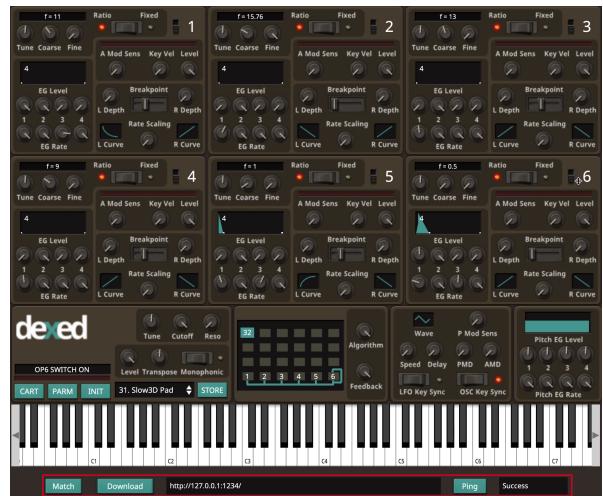 f = 11 Ratio Fixed 1
Tune Coarse Fine
A Mod Sens Key Vel Level
4
EG Level Breakpoint
L Depth R Depth
1 2 3 4
Rate Scaling
EG Rate L Curve R Curve
f = 15.76 Ratio Fixed 2
Tune Coarse Fine
A Mod Sens Key Vel Level
4
EG Level Breakpoint
L Depth R Depth
1 2 3 4
Rate Scaling
EG Rate L Curve R Curve
f = 13 Ratio Fixed 3
Tune Coarse Fine
A Mod Sens Key Vel Level
4
EG Level Breakpoint
L Depth R Depth
1 2 3 4
Rate Scaling
EG Rate L Curve R Curve
f = 9 Ratio Fixed 4
Tune Coarse Fine
A Mod Sens Key Vel Level
4
EG Level Breakpoint
L Depth R Depth
1 2 3 4
Rate Scaling
EG Rate L Curve R Curve
f = 1 Ratio Fixed 5
Tune Coarse Fine
A Mod Sens Key Vel Level
4
EG Level Breakpoint
L Depth R Depth
1 2 3 4
Rate Scaling
EG Rate L Curve R Curve
f = 0.5 Ratio Fixed 6
Tune Coarse Fine
A Mod Sens Key Vel Level
4
EG Level Breakpoint
L Depth R Depth
1 2 3 4
Rate Scaling
EG Rate L Curve R Curve
dexed
Tune Cutoff Reso
OP6 SWITCH ON
Level Transpose Monophonic
CART PARM INIT 31. Slow3D Pad STORE
32
1 2 3 4 5 6
Algorithm
Feedback
Wave P Mod Sens
Speed Delay PMD AMD
LFO Key Sync OSC Key Sync
Pitch EG Level
1 2 3 4
Pitch EG Rate
C1 C2 C3 C4 C5 C6 C7
Match Download http://127.0.0.1:1234/ Ping Success